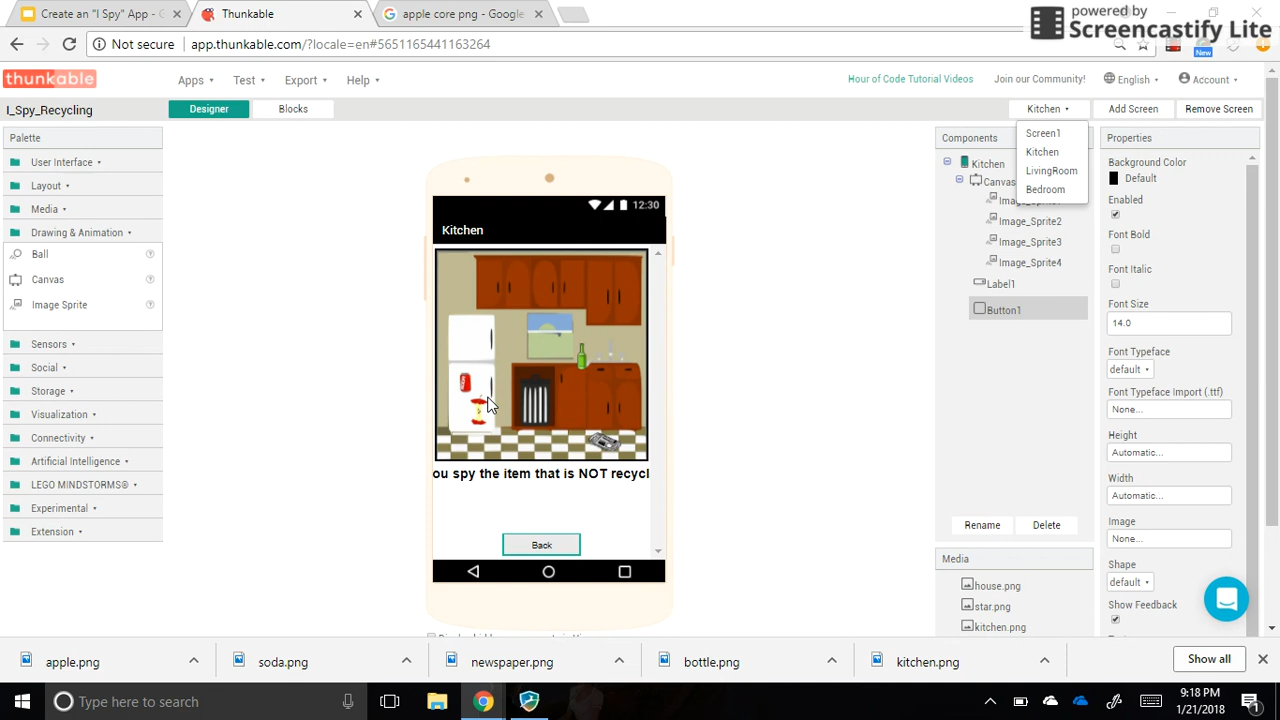 Create an "I Spy" App - G
Thunkable
apple core png - Google
powered by
Screencastify Lite
Not secure
app.thunkable.com/?locale=en#5651165441163264
New
thunkable
Apps
Test
Export
Help
Hour of Code Tutorial Videos
Join our Community!
English
Account
I_Spy_Recycling
Designer
Blocks
Kitchen
Add Screen
Remove Screen
Palette
User Interface
Layout
Media
Drawing & Animation
Ball
Canvas
Image Sprite
Sensors
Social
Storage
Visualization
Connectivity
Artificial Intelligence
LEGO MINDSTORMS®
Experimental
Extension
12:30
Kitchen
ou spy the item that is NOT recycl
Back
Components
Screen1
Kitchen
LivingRoom
Bedroom
Kitchen
Canvas
Image_Sprite2
Image_Sprite3
Image_Sprite4
Label1
Button1
Rename
Delete
Media
house.png
star.png
kitchen.png
Properties
Background Color
Default
Enabled
Font Bold
Font Italic
Font Size
14.0
Font Typeface
default
Font Typeface Import (.ttf)
None...
Height
Automatic...
Width
Automatic...
Image
None...
Shape
default
Show Feedback
apple.png
soda.png
newspaper.png
bottle.png
kitchen.png
Show all
Type here to search
9:18 PM
1/21/2018
1